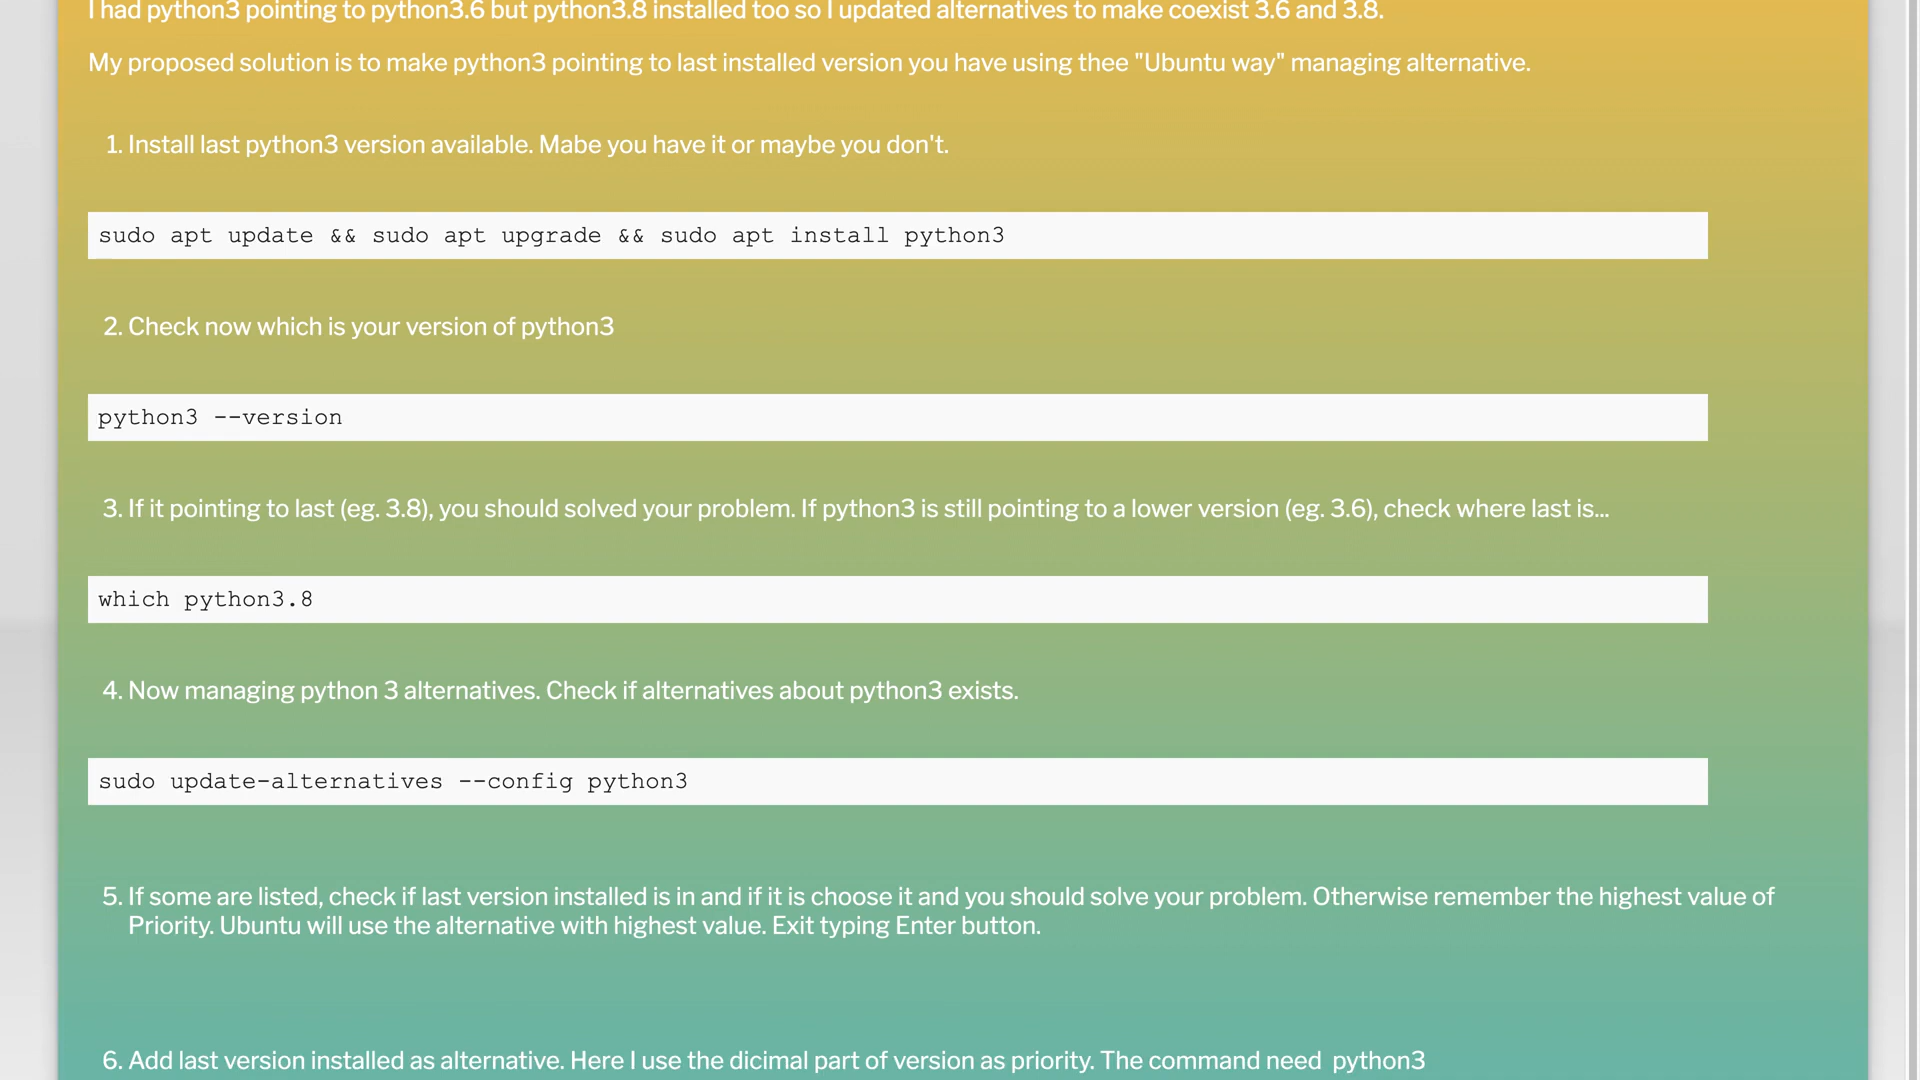 I had python3 pointing to python3.6 but python3.8 installed too so I updated alternatives to make coexist 3.6 and 3.8.
My proposed solution is to make python3 pointing to last installed version you have using thee "Ubuntu way" managing alternative.
1. Install last python3 version available. Mabe you have it or maybe you don't.
sudo apt update && sudo apt upgrade && sudo apt install python3
2. Check now which is your version of python3
python3 --version
3. If it pointing to last (eg. 3.8), you should solved your problem. If python3 is still pointing to a lower version (eg. 3.6), check where last is...
which python3.8
4. Now managing python 3 alternatives. Check if alternatives about python3 exists.
sudo update-alternatives --config python3
5. If some are listed, check if last version installed is in and if it is choose it and you should solve your problem. Otherwise remember the highest value of
Priority. Ubuntu will use the alternative with highest value. Exit typing Enter button.
6. Add last version installed as alternative. Here I use the dicimal part of version as priority. The command need python3